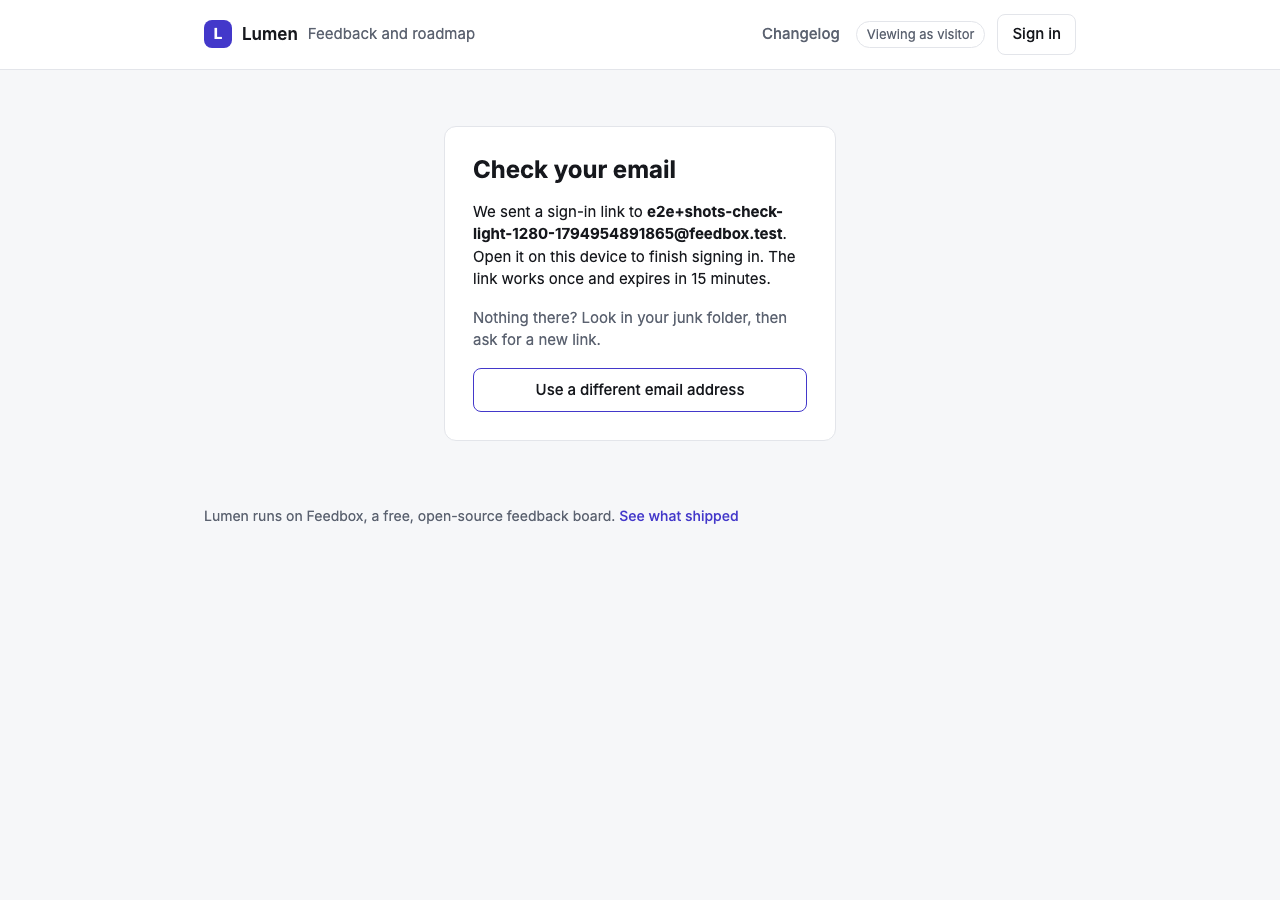 L Lumen Feedback and roadmap Changelog Viewing as visitor Sign in
Check your email
We sent a sign-in link to e2e+shots-check-
light-1280-1794954891865@feedbox.test.
Open it on this device to finish signing in. The
link works once and expires in 15 minutes.
Nothing there? Look in your junk folder, then
ask for a new link.
Use a different email address
Lumen runs on Feedbox, a free, open-source feedback board. See what shipped